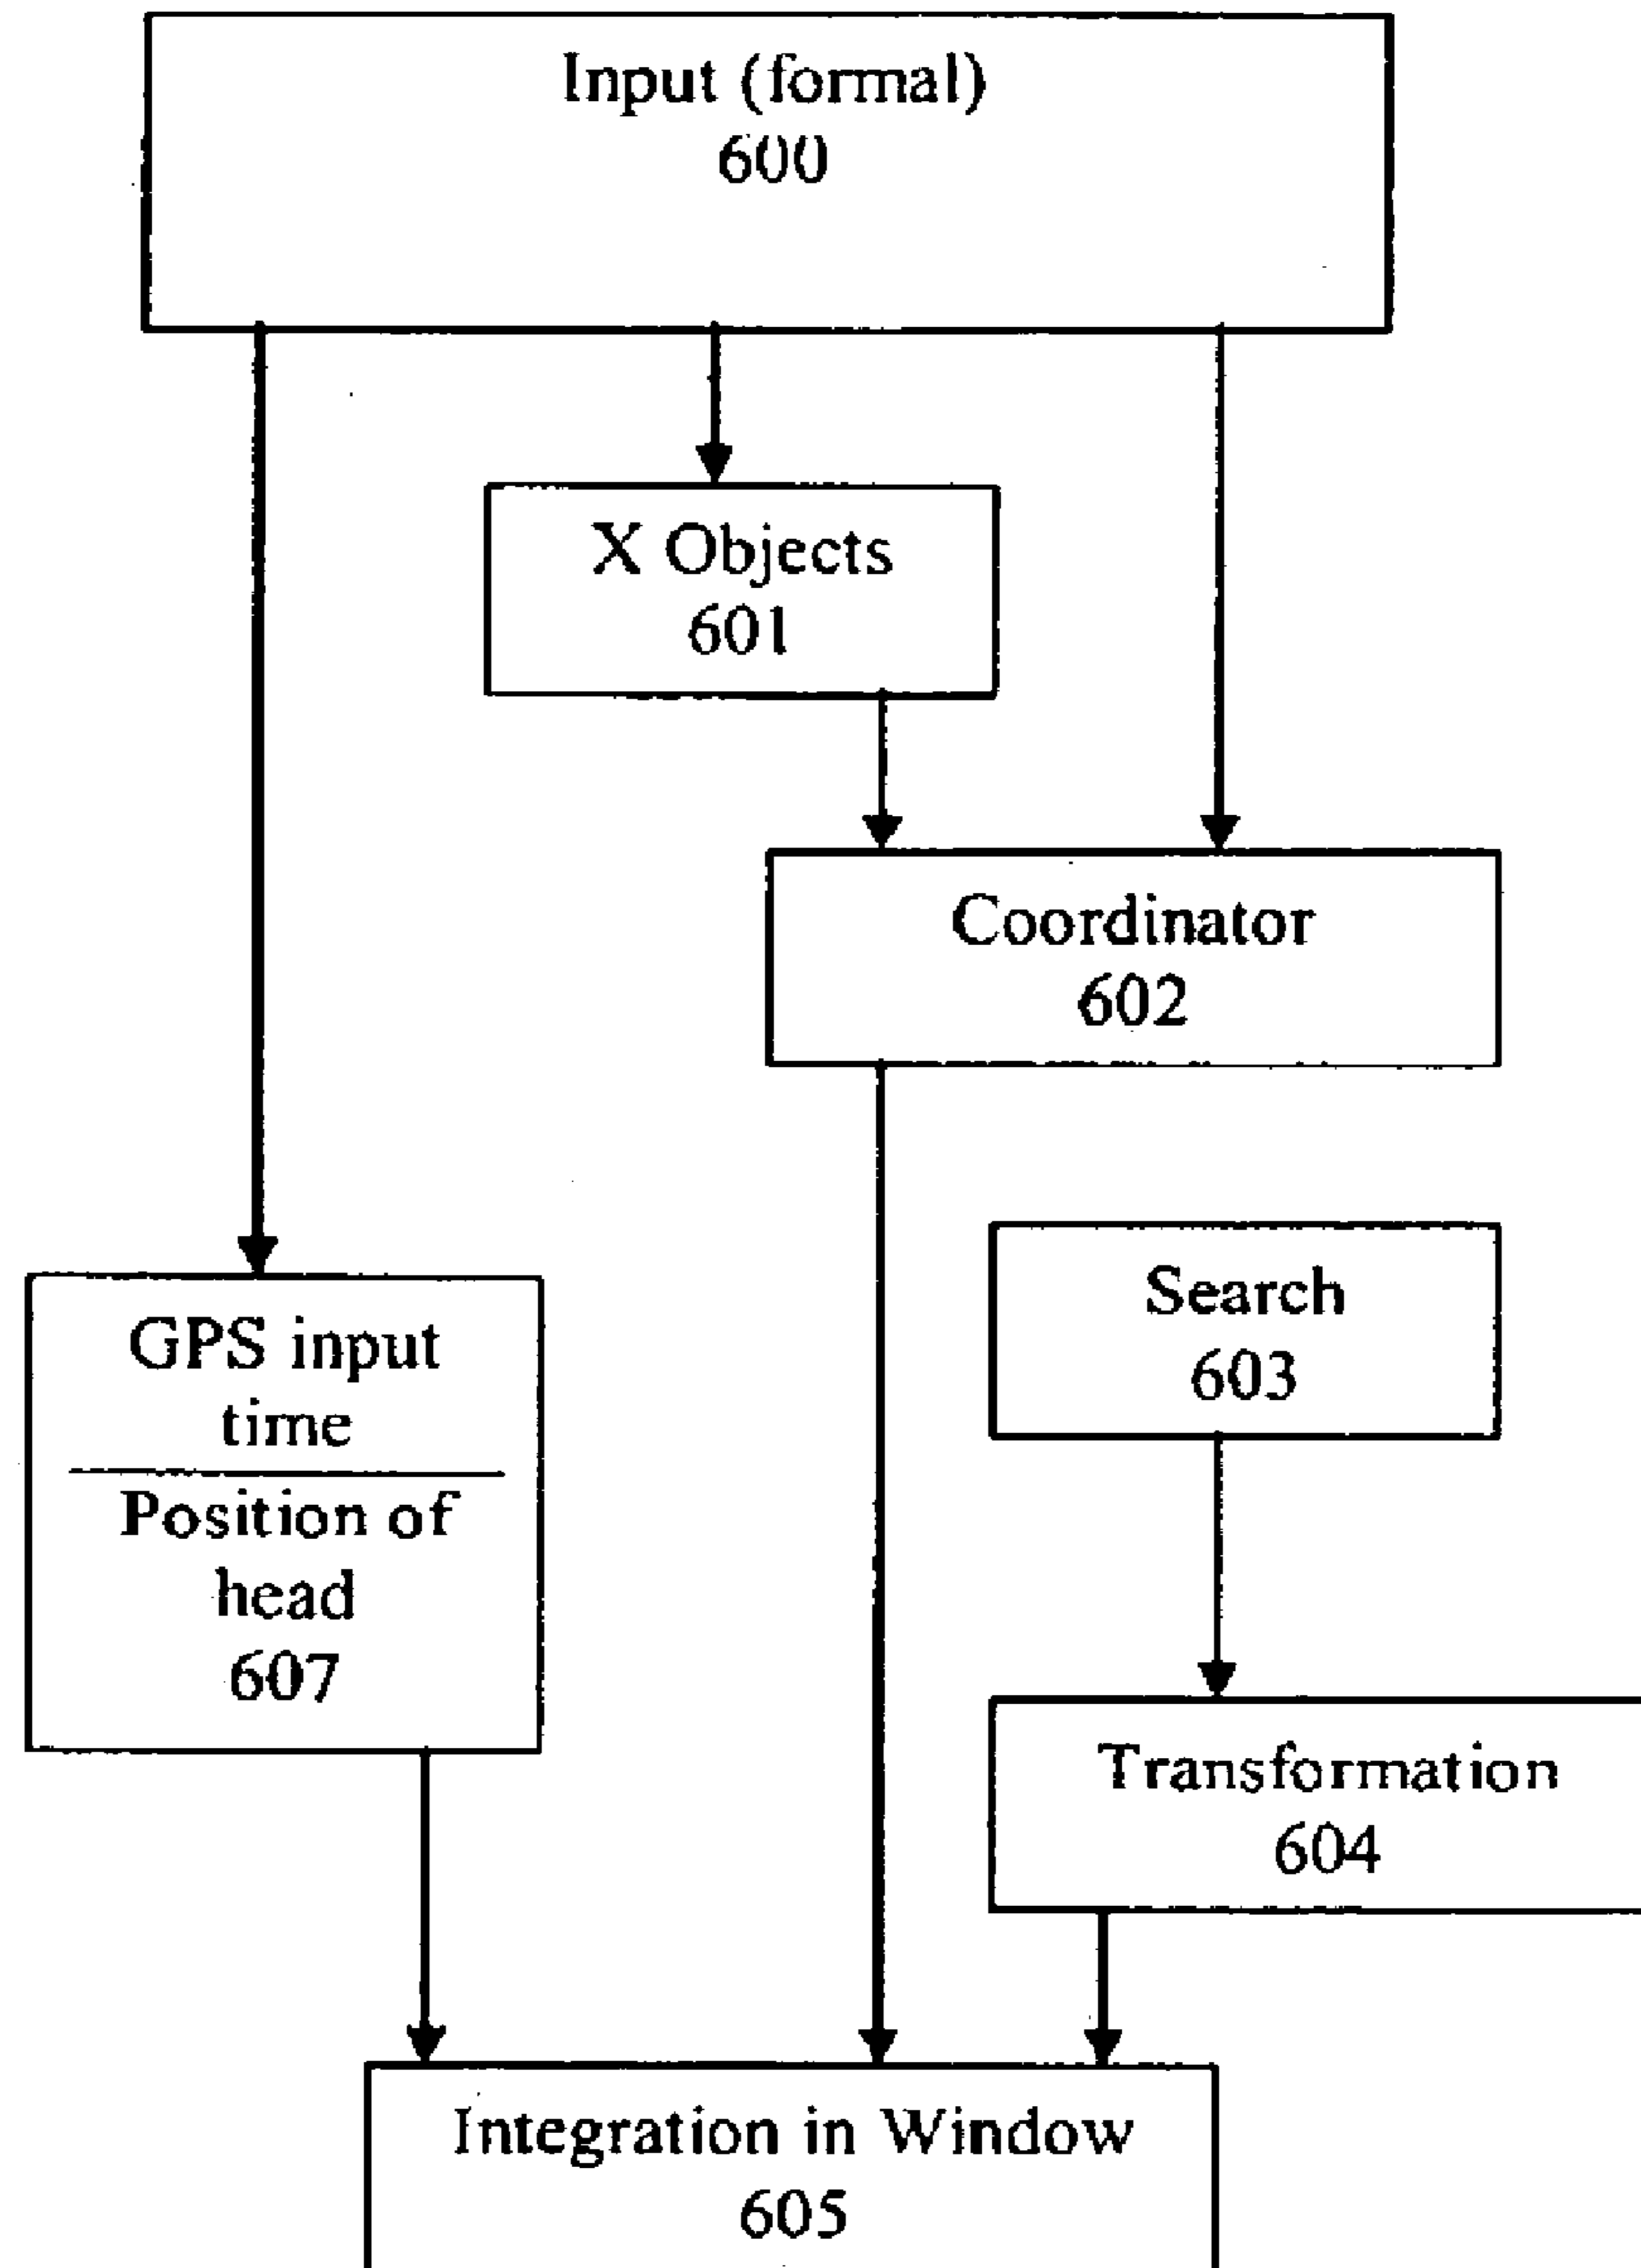 Input (formal)
600
X Objects
601
Coordinator
602
Search
603
GPS input
time
Position of
head
607
Transformation
604
Integration in Window
605